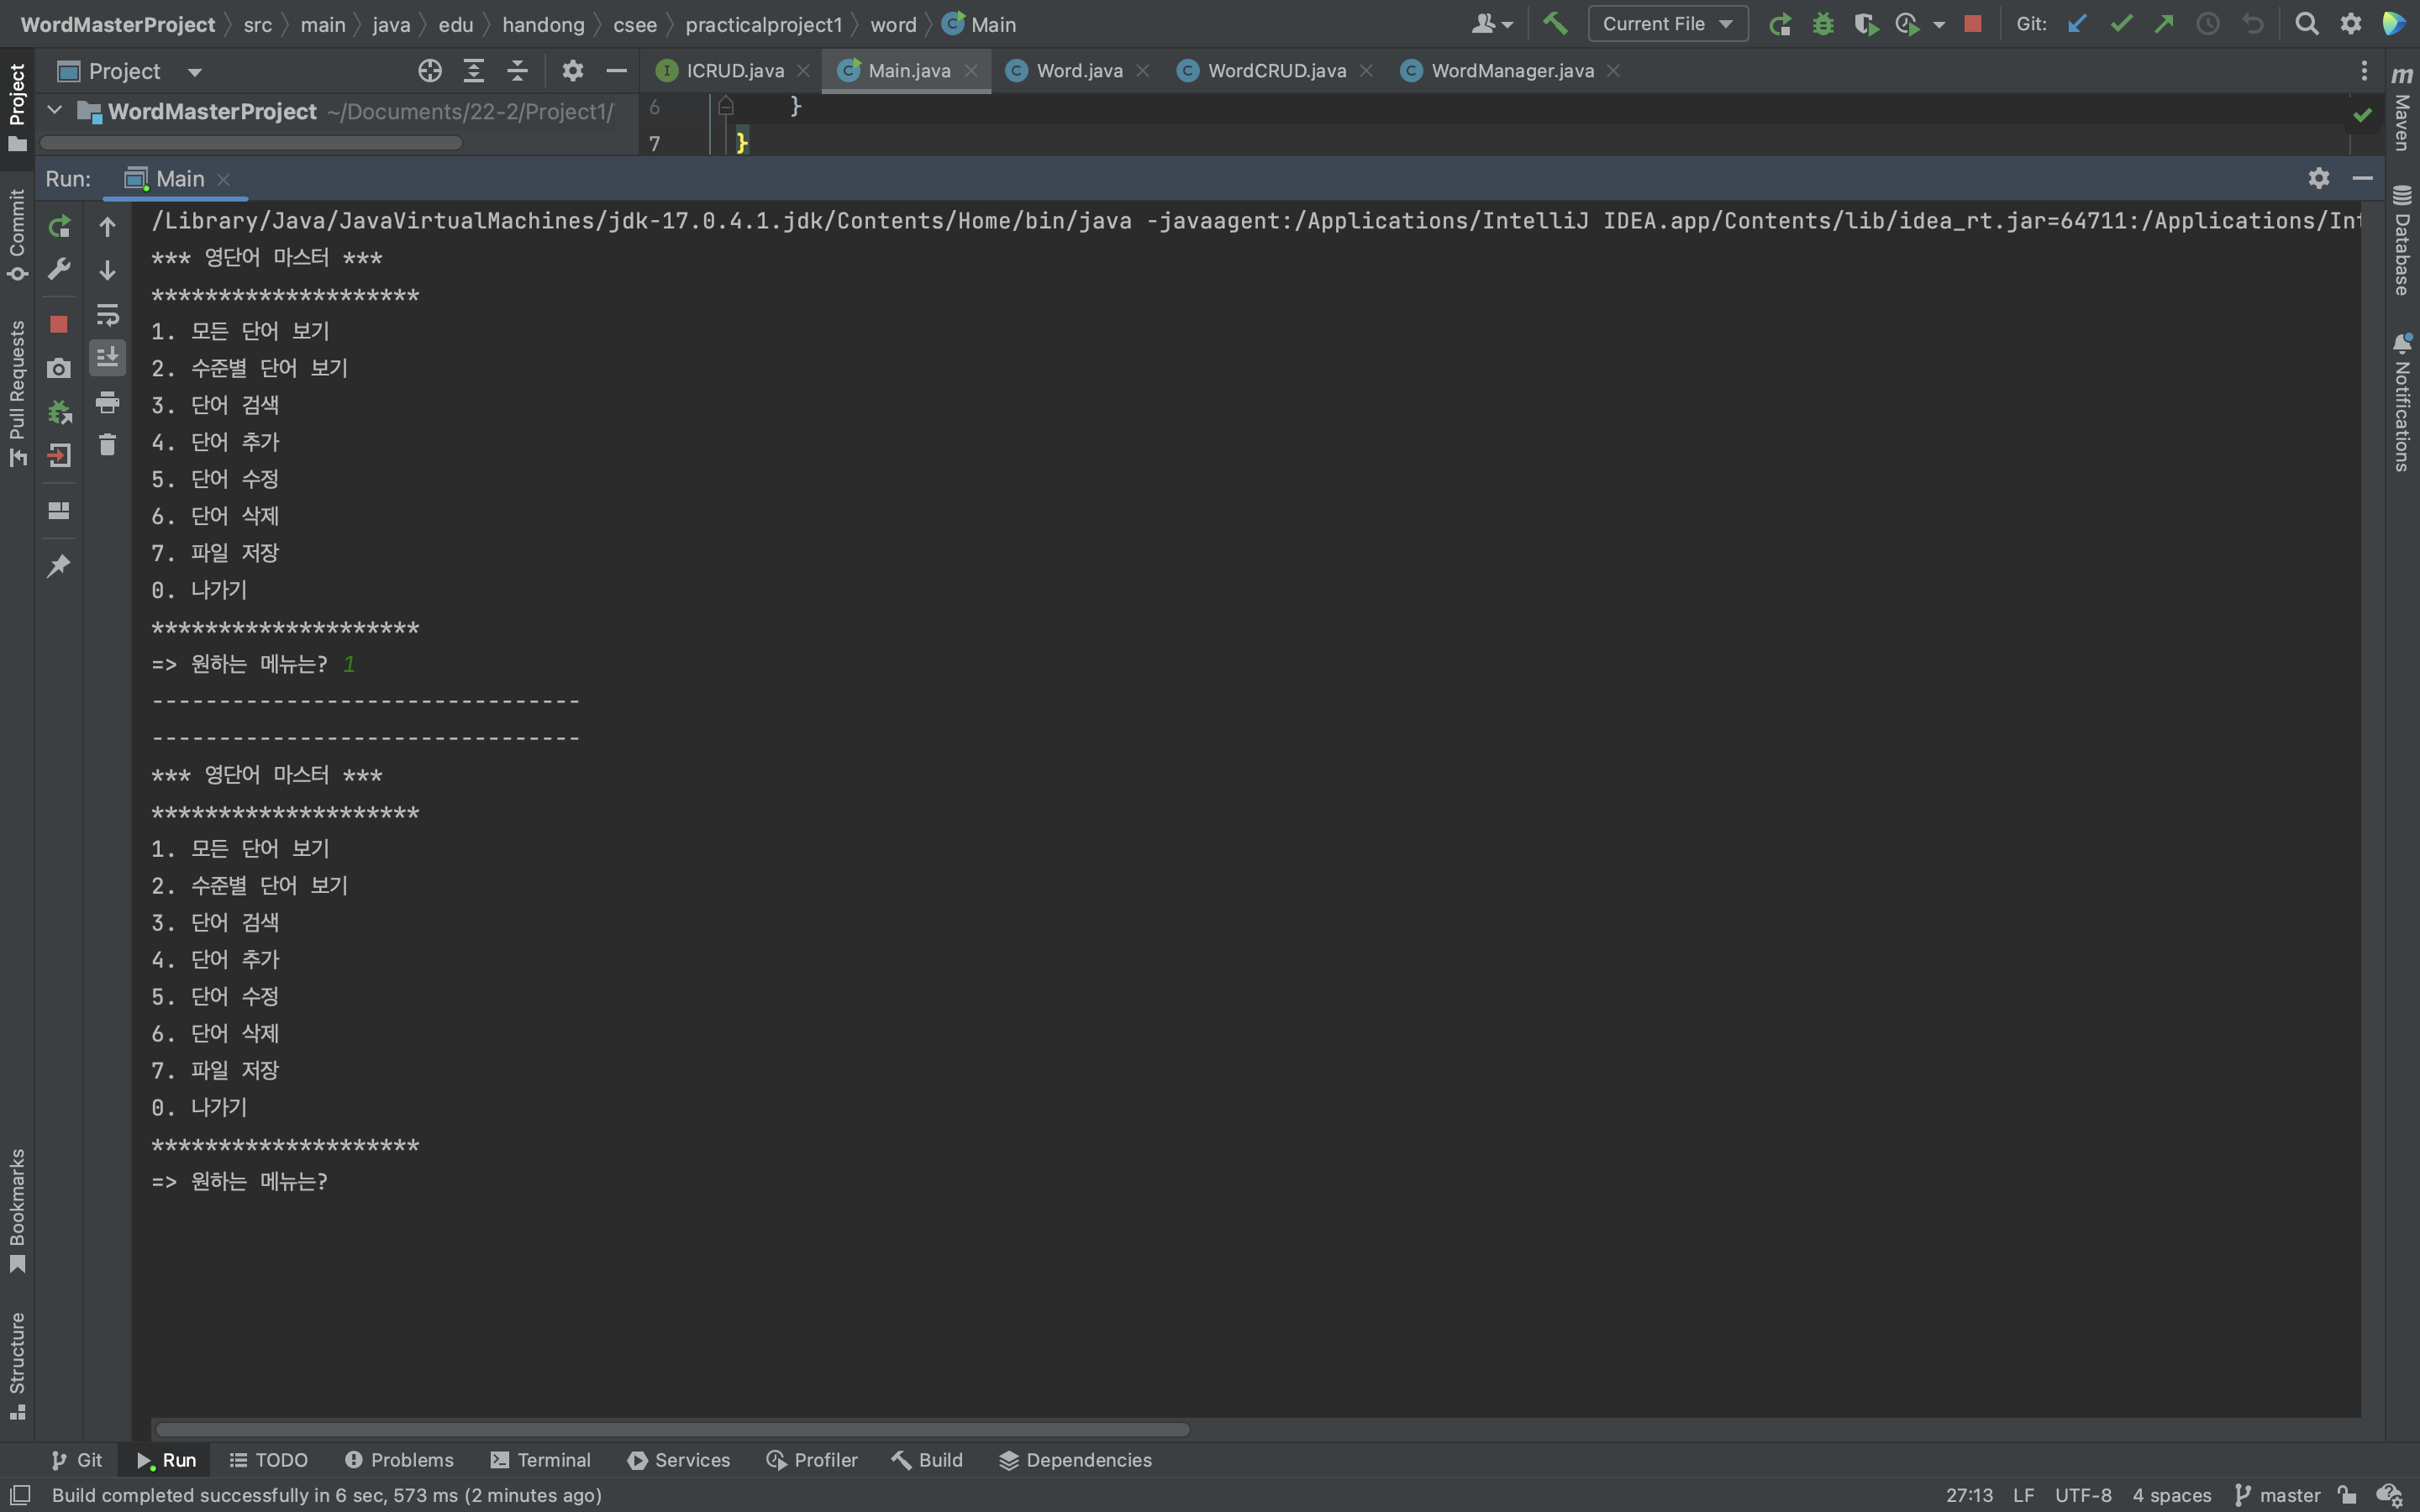 WordMasterProject src main java edu handong csee practicalproject1 word Main Current File Git:
Project ICRUD.java Main.java Word.java WordCRUD.java WordManager.java
WordMasterProject ~/Documents/22-2/Project1/
6 }
7 }
Run: Main
/Library/Java/JavaVirtualMachines/jdk-17.0.4.1.jdk/Contents/Home/bin/java -javaagent:/Applications/IntelliJ IDEA.app/Contents/lib/idea_rt.jar=64711:/Applications/Int
*** 영단어 마스터 ***
********************
1. 모든 단어 보기
2. 수준별 단어 보기
3. 단어 검색
4. 단어 추가
5. 단어 수정
6. 단어 삭제
7. 파일 저장
0. 나가기
********************
=> 원하는 메뉴는? 1
--------------------------------
--------------------------------
*** 영단어 마스터 ***
********************
1. 모든 단어 보기
2. 수준별 단어 보기
3. 단어 검색
4. 단어 추가
5. 단어 수정
6. 단어 삭제
7. 파일 저장
0. 나가기
********************
=> 원하는 메뉴는?
Project
Commit
Pull Requests
Bookmarks
Structure
m Maven
Database
Notifications
Git Run TODO Problems Terminal Services Profiler Build Dependencies
Build completed successfully in 6 sec, 573 ms (2 minutes ago) 27:13 LF UTF-8 4 spaces master